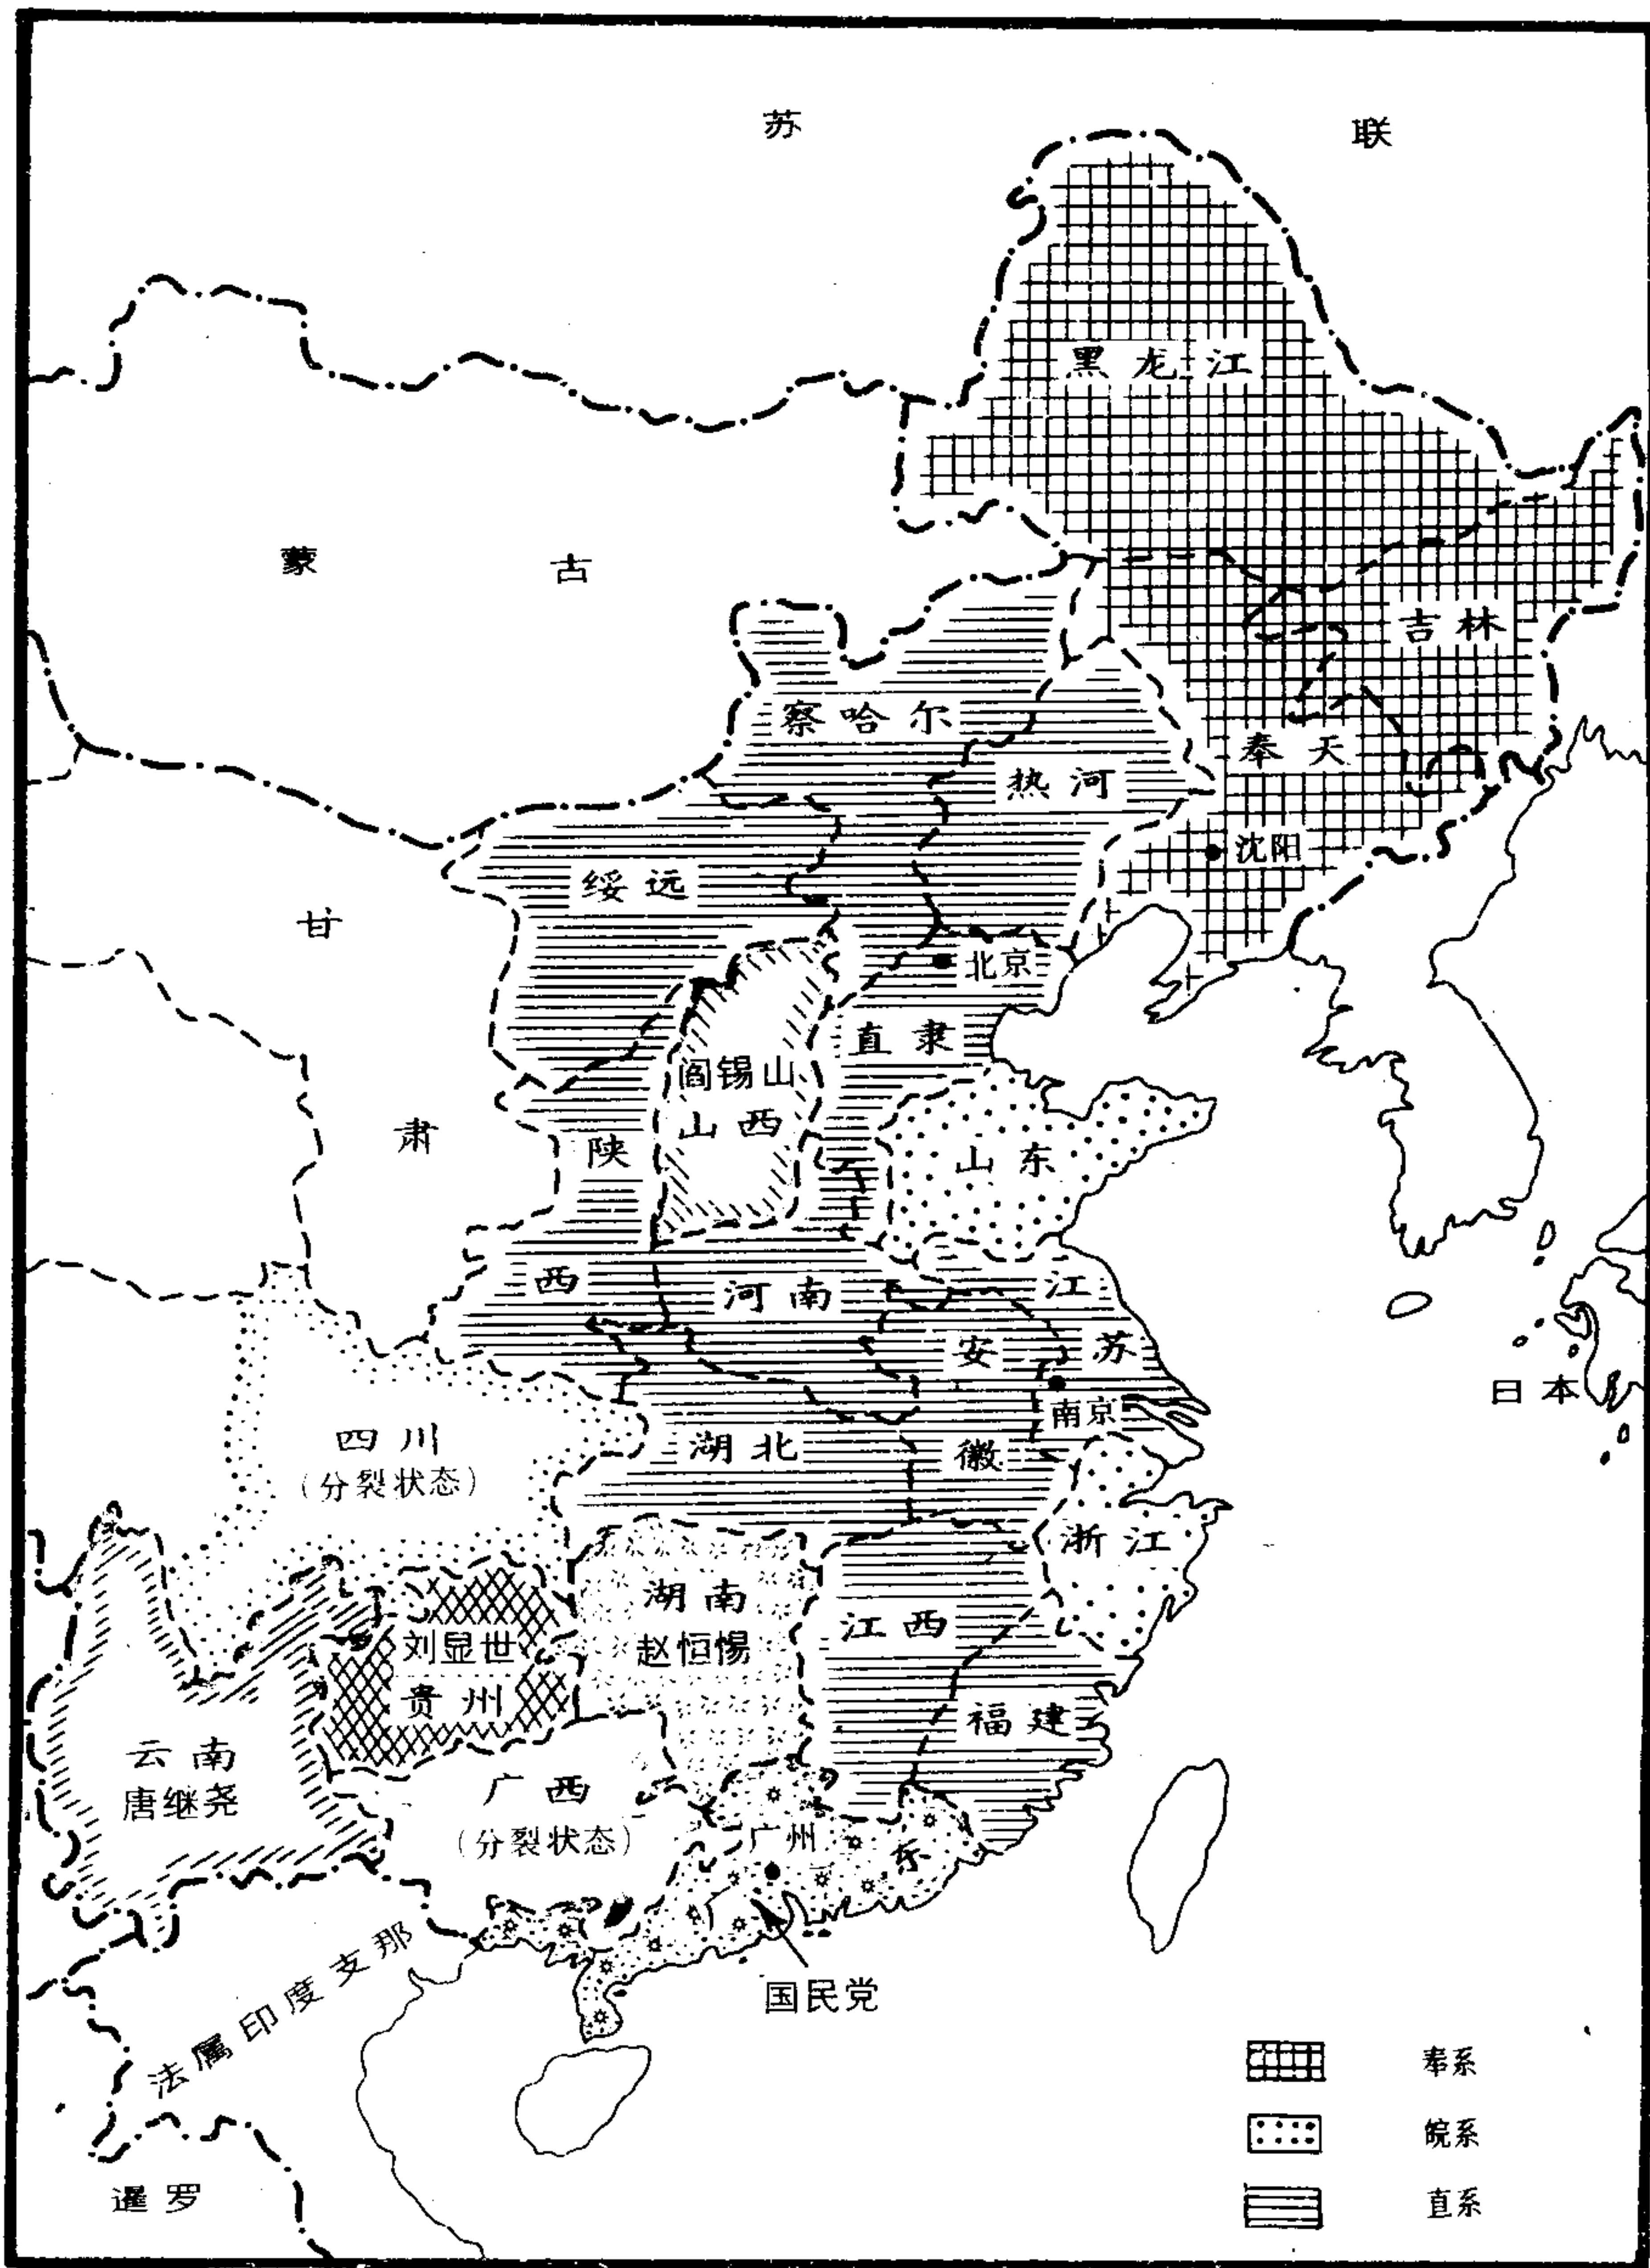 苏联
黑龙江
蒙古
吉林
察哈尔
奉天
热河
沈阳
绥远
甘肃
北京
直隶
阎锡山
山西
陕西
山东
河南
江苏
安徽
南京
日本
四川
(分裂状态)
湖北
浙江
湖南
赵恒惕
江西
刘显世
贵州
福建
云南
唐继尧
广西
(分裂状态)
广州
东
法属印度支那
国民党
暹罗
奉系
皖系
直系